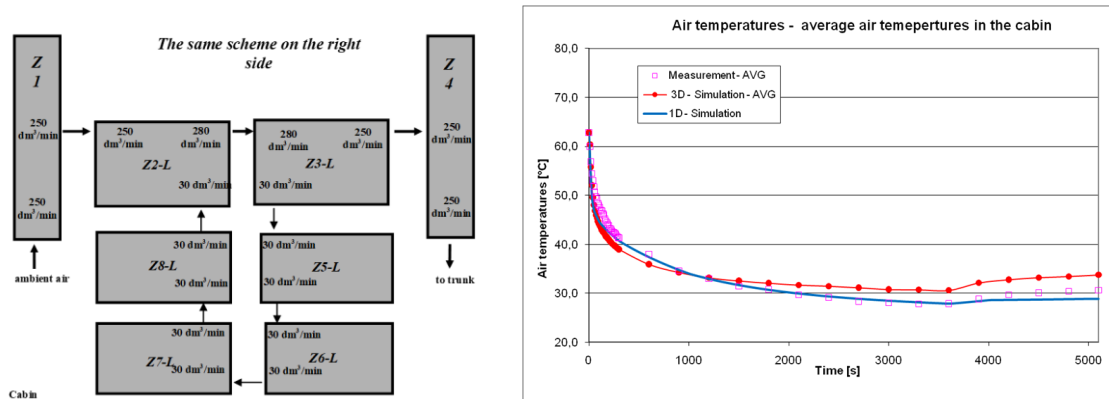 The same scheme on the right
side
Z
1
250
dm³/min
250
dm³/min
ambient air
250
dm³/min
280
dm³/min
Z2-L
30 dm³/min
280
dm³/min
250
dm³/min
Z3-L
30 dm³/min
Z
4
250
dm³/min
250
dm³/min
to trunk
30 dm³/min
Z8-L
30 dm³/min
30 dm³/min
Z5-L
30 dm³/min
30 dm³/min
Z7-L
30 dm³/min
30 dm³/min
Z6-L
30 dm³/min
Cabin
Air temperatures - average air temepertures in the cabin
80,0
70,0
60,0
50,0
40,0
30,0
20,0
Air temperatures [°C]
Measurement- AVG
3D - Simulation - AVG
1D- Simulation
0
1000
2000
3000
4000
5000
Time [s]